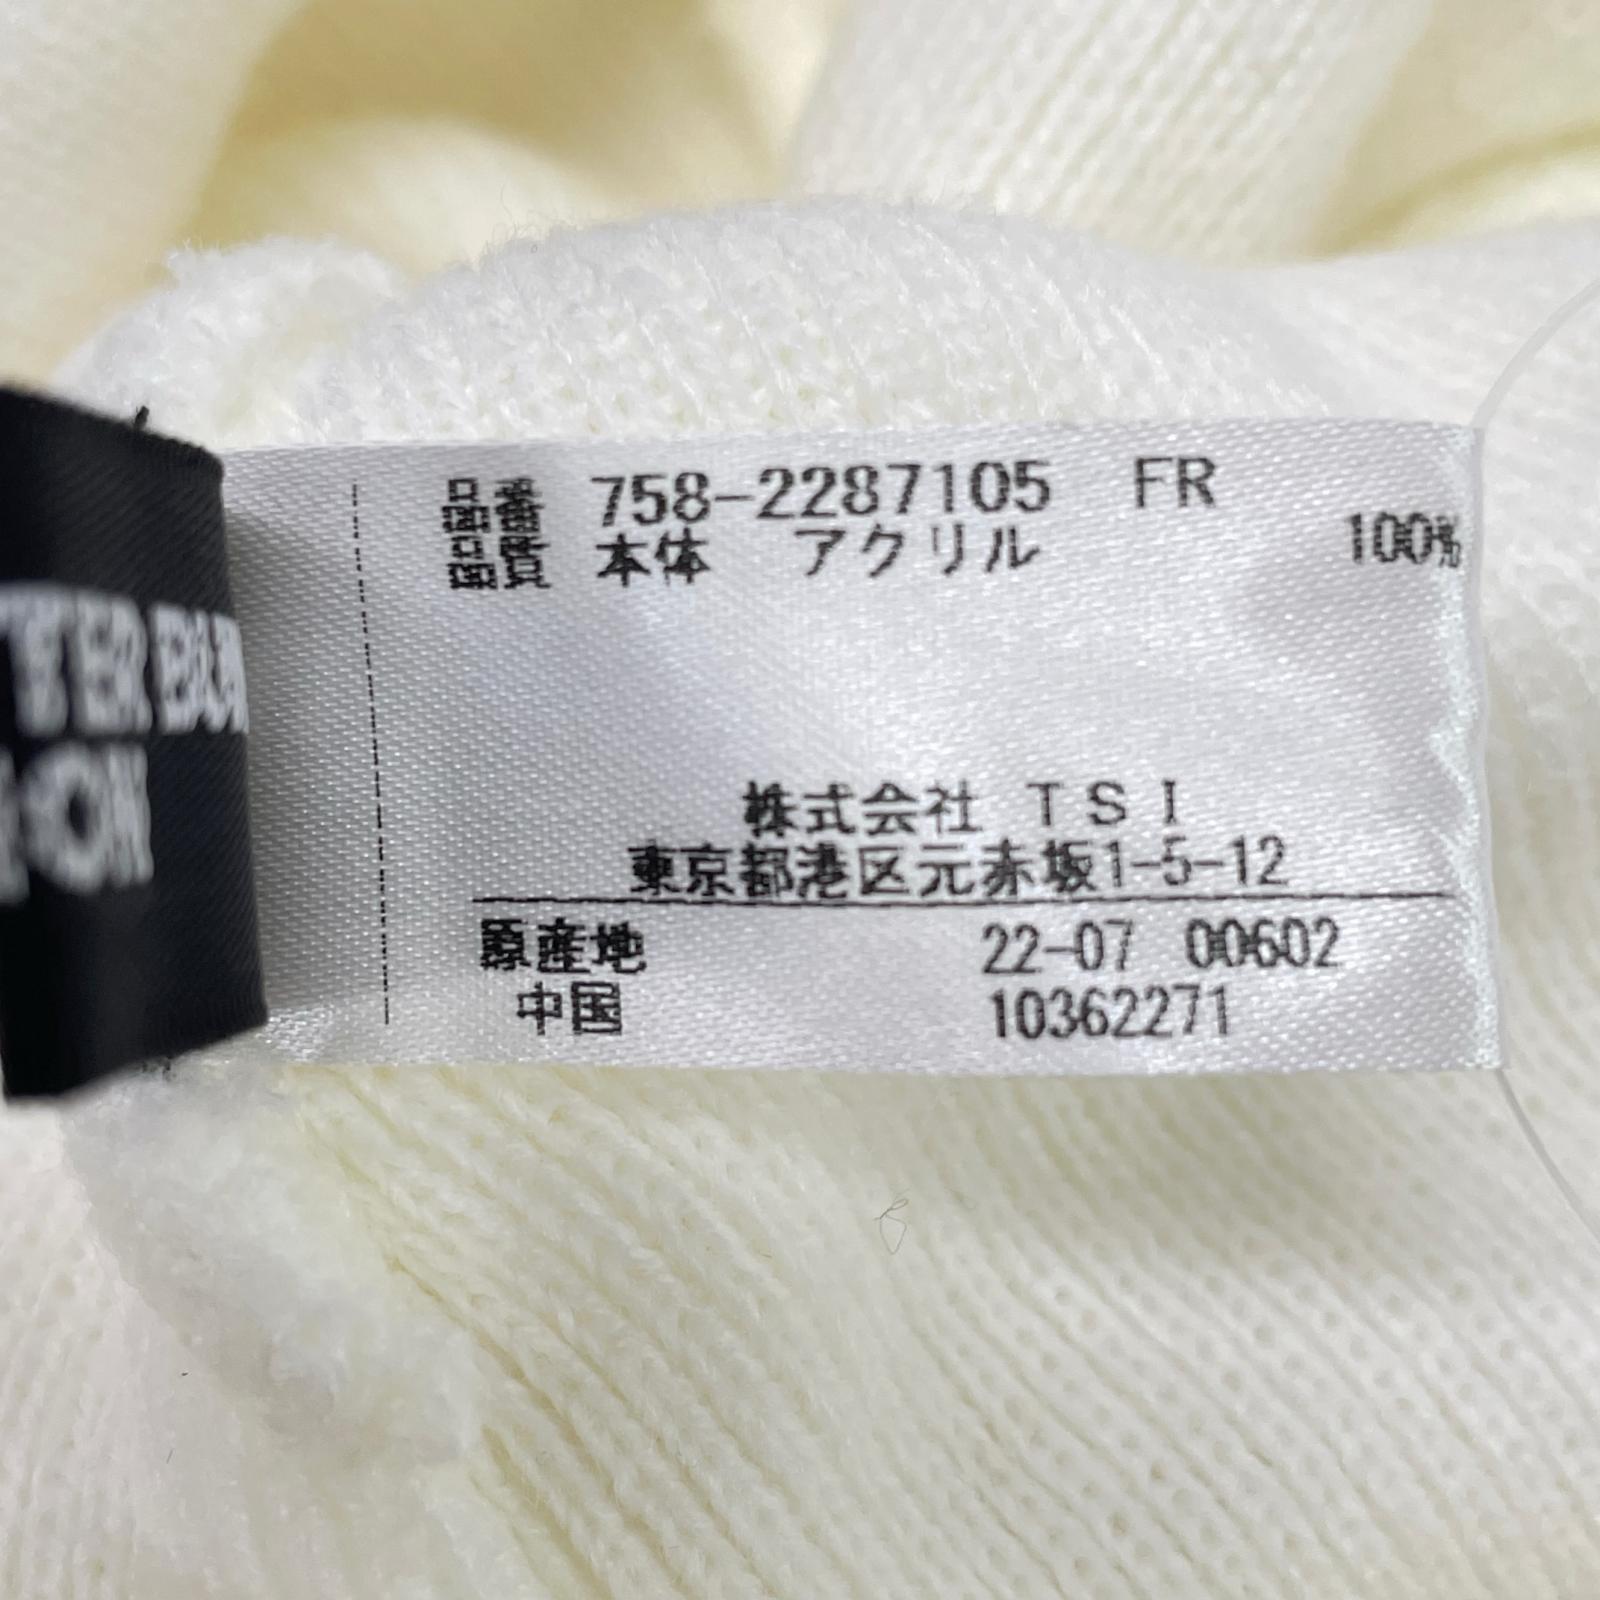 品番 758-2287105 FR
品質 本体 アクリル 100%
株式会社 TSI
東京都港区元赤坂1-5-12
原産地 22-07 00602
中国 10362271